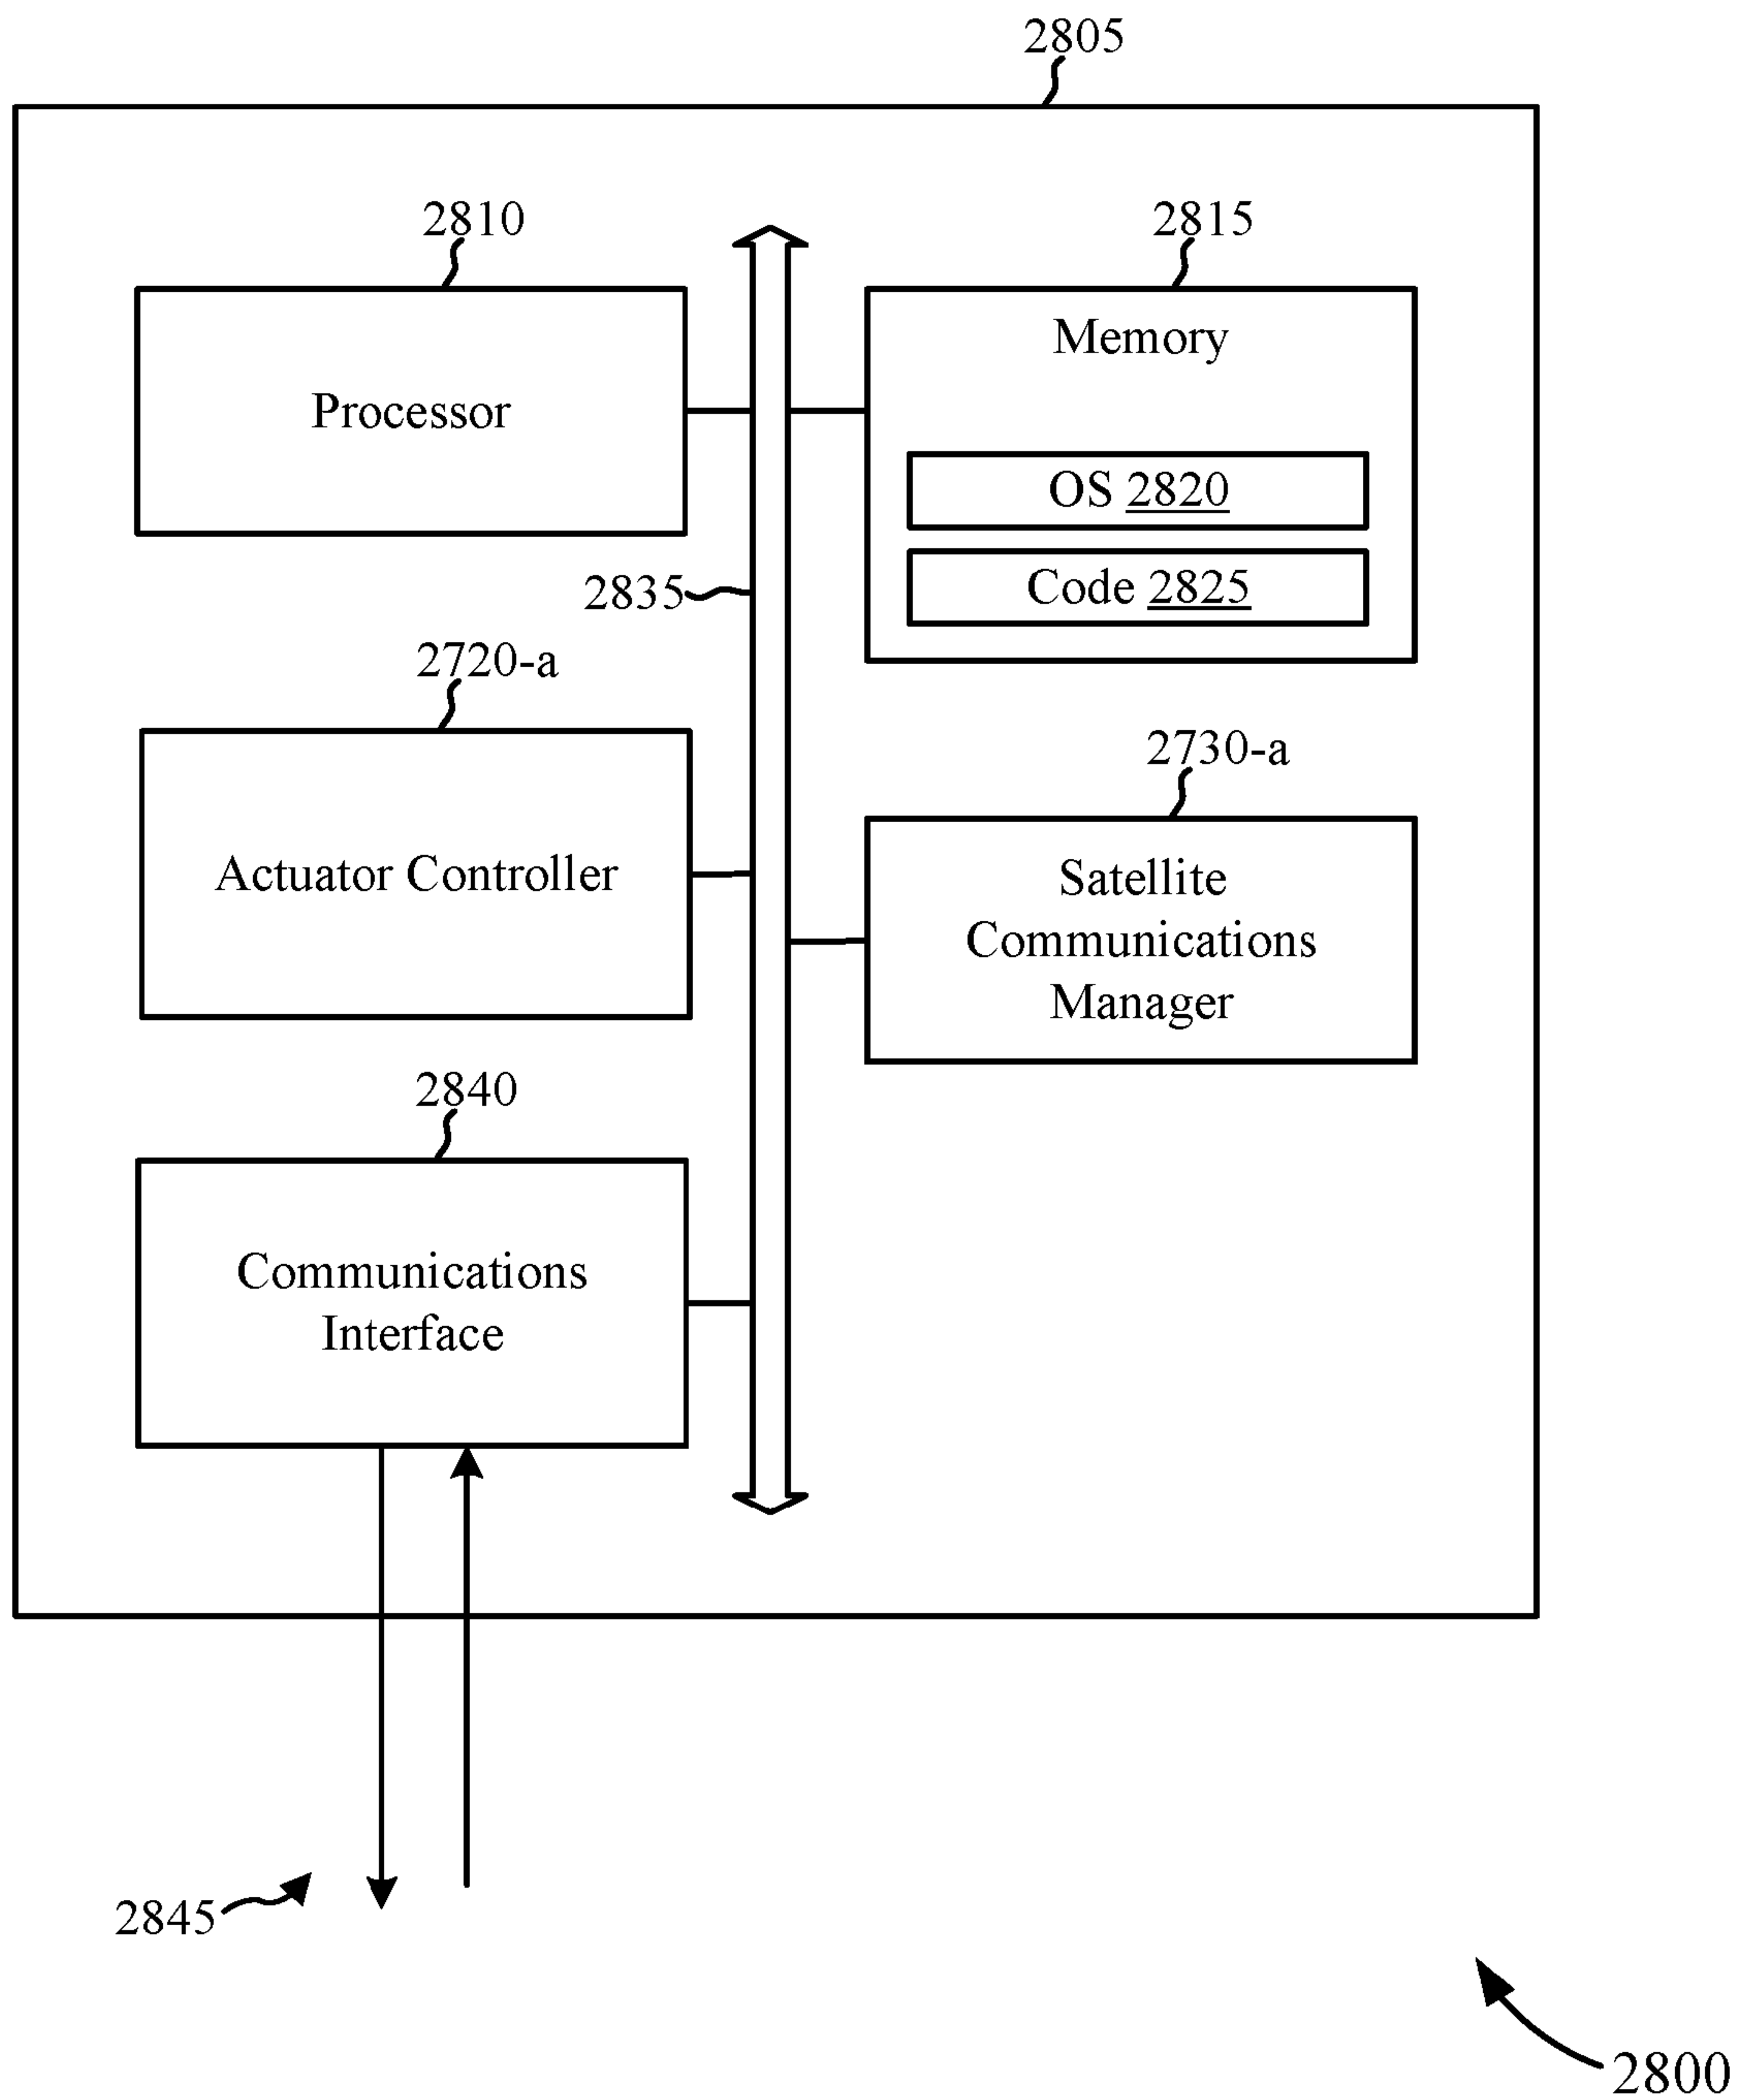 2805
2810
2815
Processor
Memory
OS 2820
Code 2825
2835
2720-a
2730-a
Actuator Controller
Satellite
Communications
Manager
2840
Communications
Interface
2845
2800